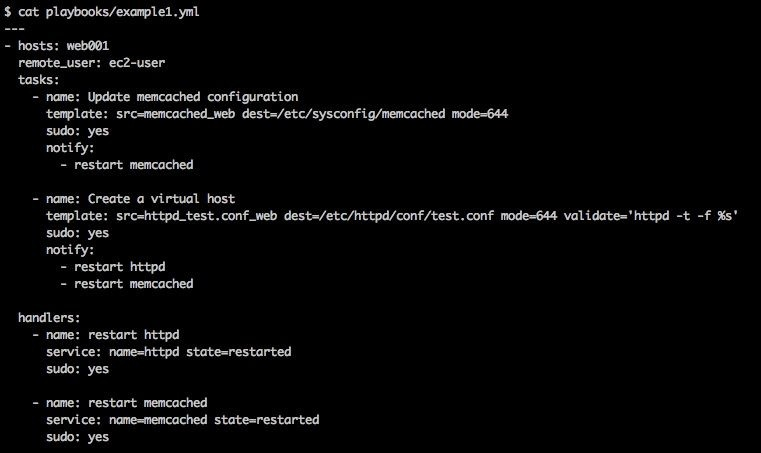 $ cat playbooks/example1.yml
---
- hosts: web001
  remote_user: ec2-user
  tasks:
    - name: Update memcached configuration
      template: src=memcached_web dest=/etc/sysconfig/memcached mode=644
      sudo: yes
      notify:
        - restart memcached

    - name: Create a virtual host
      template: src=httpd_test.conf_web dest=/etc/httpd/conf/test.conf mode=644 validate='httpd -t -f %s'
      sudo: yes
      notify:
        - restart httpd
        - restart memcached

  handlers:
    - name: restart httpd
      service: name=httpd state=restarted
      sudo: yes

    - name: restart memcached
      service: name=memcached state=restarted
      sudo: yes